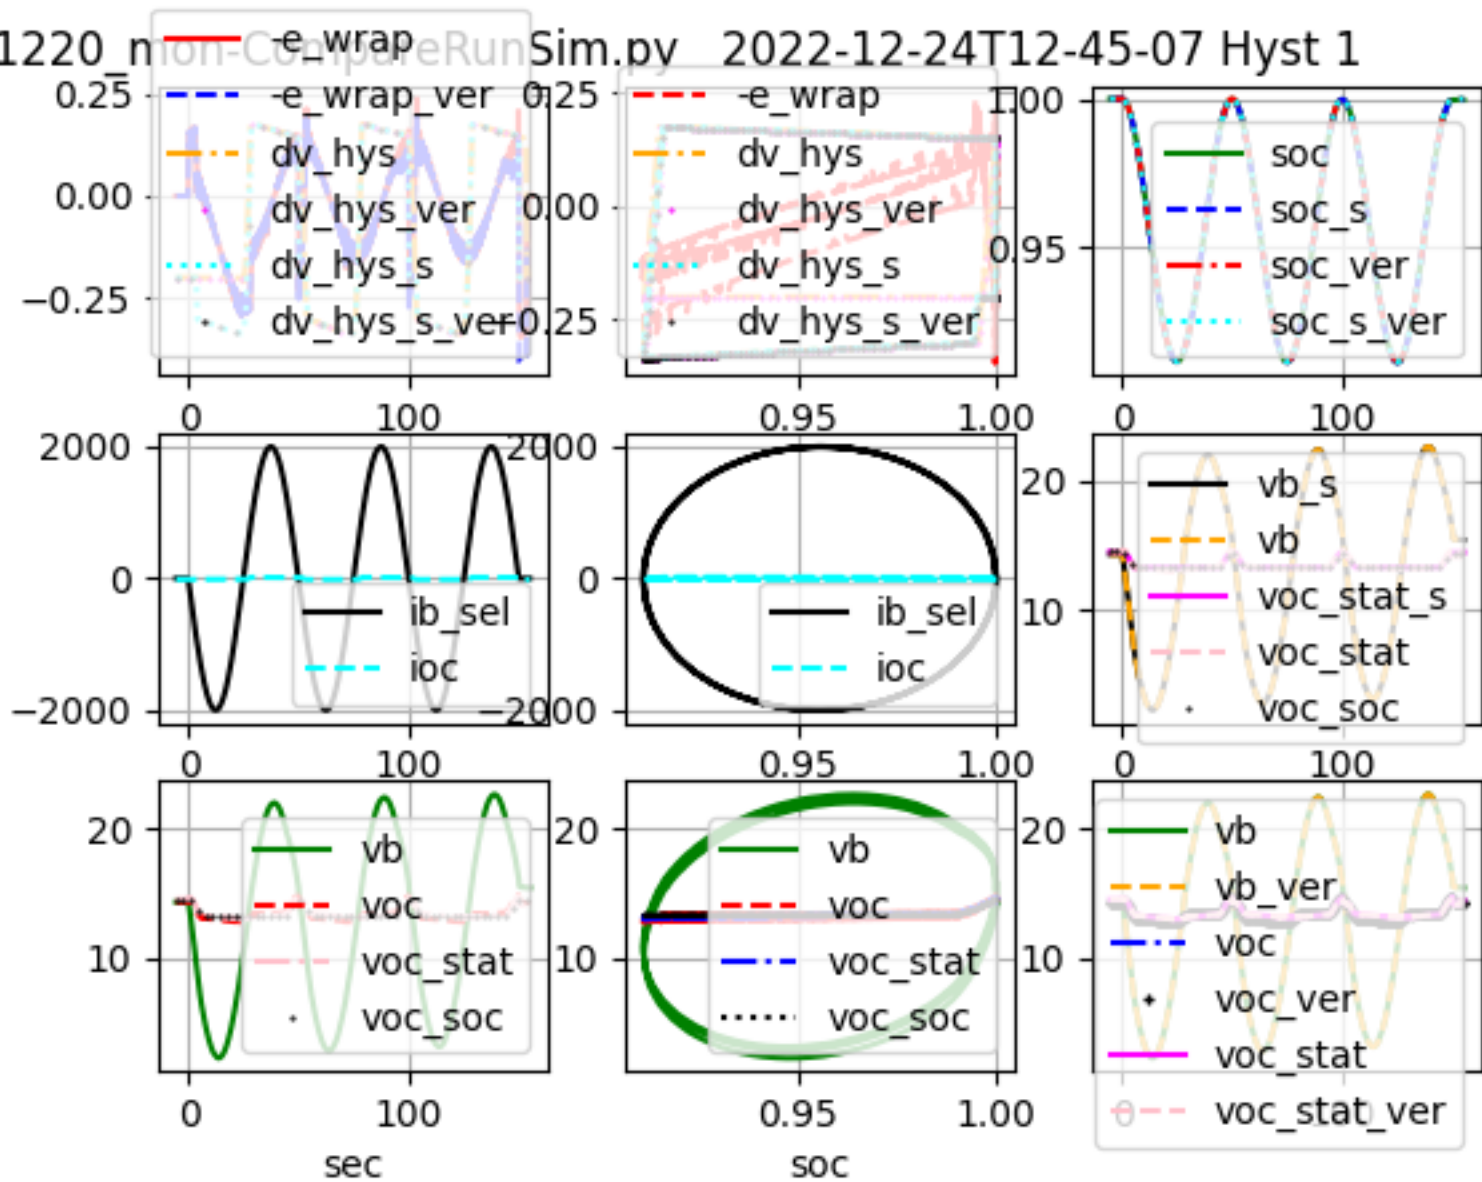 1220_mon-CompareRunSim.py 2022-12-24T12-45-07 Hyst 1
0.25
0.00
−0.25
0
100
-e_wrap
-e_wrap_ver
dv_hys
dv_hys_ver
dv_hys_s
dv_hys_s_ver
0.25
0.00
−0.25
0.95
1.00
-e_wrap
dv_hys
dv_hys_ver
dv_hys_s
dv_hys_s_ver
1.00
0.95
0
100
soc
soc_s
soc_ver
soc_s_ver
2000
0
−2000
0
100
ib_sel
ioc
2000
0
−2000
0.95
1.00
ib_sel
ioc
20
10
0
100
vb_s
vb
voc_stat_s
voc_stat
voc_soc
20
10
0
100
sec
vb
voc
voc_stat
voc_soc
0.95
1.00
soc
vb
voc
voc_stat
voc_soc
20
10
0
vb
vb_ver
voc
voc_ver
voc_stat
voc_stat_ver